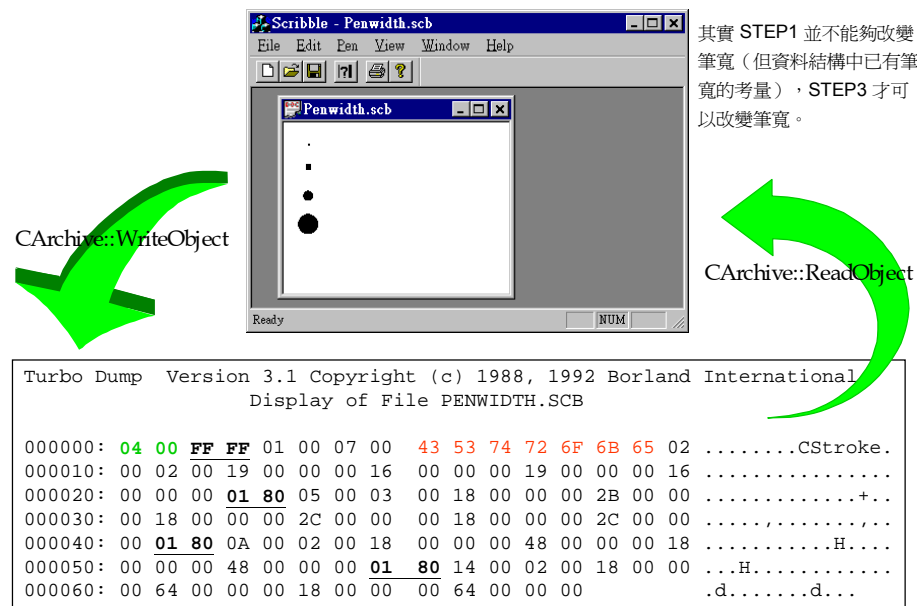 Scribble - Penwidth.scb
File Edit Pen View Window Help
Penwidth.scb
Ready
NUM
其實 STEP1 並不能夠改變
筆寬（但資料結構中已有筆
寬的考量），STEP3 才可
以改變筆寬。
CArchive::WriteObject
CArchive::ReadObject
Turbo Dump Version 3.1 Copyright (c) 1988, 1992 Borland International
Display of File PENWIDTH.SCB
000000: 04 00 FF FF 01 00 07 00 43 53 74 72 6F 6B 65 02 ........CStroke.
000010: 00 02 00 19 00 00 00 16 00 00 00 19 00 00 00 16 ................
000020: 00 00 00 01 80 05 00 03 00 18 00 00 00 2B 00 00 .............+..
000030: 00 18 00 00 00 2C 00 00 00 18 00 00 00 2C 00 00 .....,.......,..
000040: 00 01 80 0A 00 02 00 18 00 00 00 48 00 00 00 18 ...........H....
000050: 00 00 00 48 00 00 00 01 80 14 00 02 00 18 00 00 ...H............
000060: 00 64 00 00 00 18 00 00 00 64 00 00 00 .d.......d...